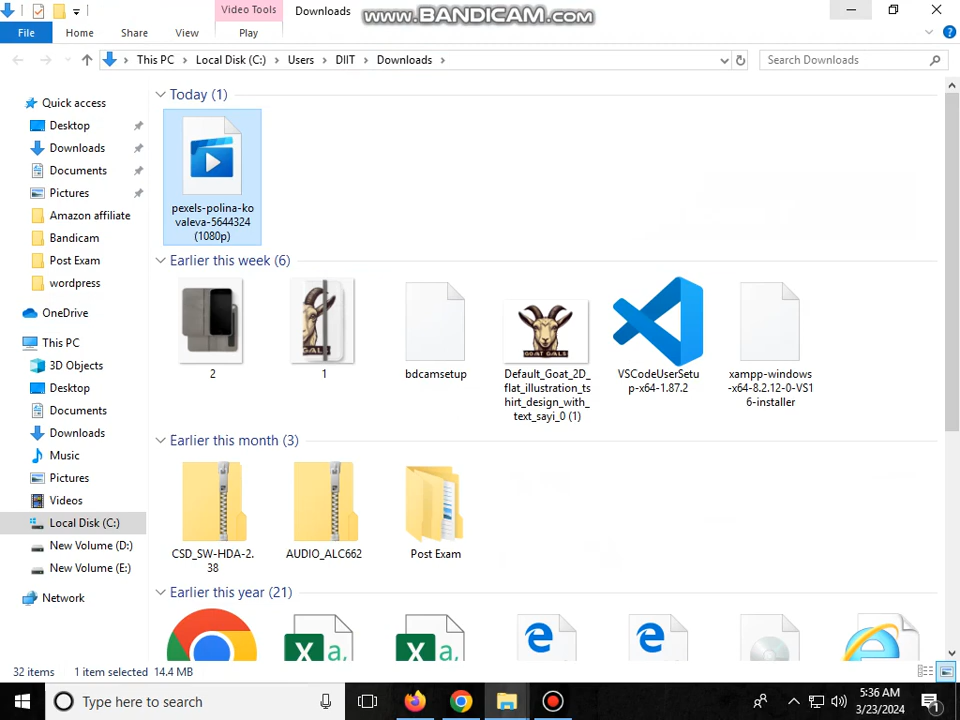 Video Tools
Downloads
www.BANDICAM.com
File
Home
Share
View
Play
This PC
Local Disk (C:)
Users
DIIT
Downloads
Search Downloads
Quick access
Desktop
Downloads
Documents
Pictures
Amazon affiliate
Bandicam
Post Exam
wordpress
OneDrive
This PC
3D Objects
Desktop
Documents
Downloads
Music
Pictures
Videos
Local Disk (C:)
New Volume (D:)
New Volume (E:)
Network
Today (1)
pexels-polina-ko
valeva-5644324
(1080p)
Earlier this week (6)
2
1
bdcamsetup
GOAT GALS
Default_Goat_2D_
flat_illustration_ts
hirt_design_with_
text_sayi_0 (1)
VSCodeUserSetu
p-x64-1.87.2
xampp-windows
-x64-8.2.12-0-VS1
6-installer
Earlier this month (3)
CSD_SW-HDA-2.
38
AUDIO_ALC662
Post Exam
Earlier this year (21)
32 items
1 item selected
14.4 MB
Type here to search
5:36 AM
3/23/2024
1